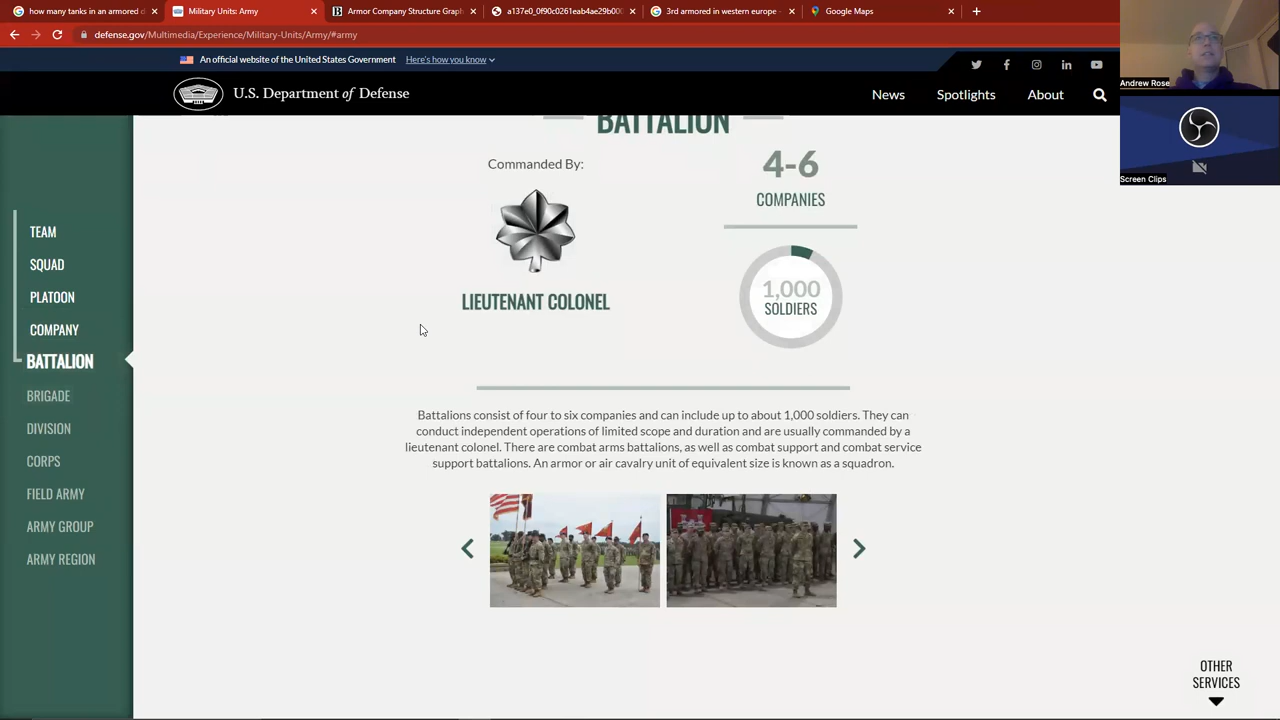 how many tanks in an armored d
Military Units: Army
Armor Company Structure Graph
a137e0_0f90c0261eab4ae29b00
3rd armored in western europe -
Google Maps
defense.gov/Multimedia/Experience/Military-Units/Army/#army
An official website of the United States Government Here's how you know
U.S. Department of Defense
News
Spotlights
About
Andrew Rose
Screen Clips
BATTALION
Commanded By:
LIEUTENANT COLONEL
4-6
COMPANIES
1,000
SOLDIERS
TEAM
SQUAD
PLATOON
COMPANY
BATTALION
BRIGADE
DIVISION
CORPS
FIELD ARMY
ARMY GROUP
ARMY REGION
Battalions consist of four to six companies and can include up to about 1,000 soldiers. They can
conduct independent operations of limited scope and duration and are usually commanded by a
lieutenant colonel. There are combat arms battalions, as well as combat support and combat service
support battalions. An armor or air cavalry unit of equivalent size is known as a squadron.
OTHER
SERVICES